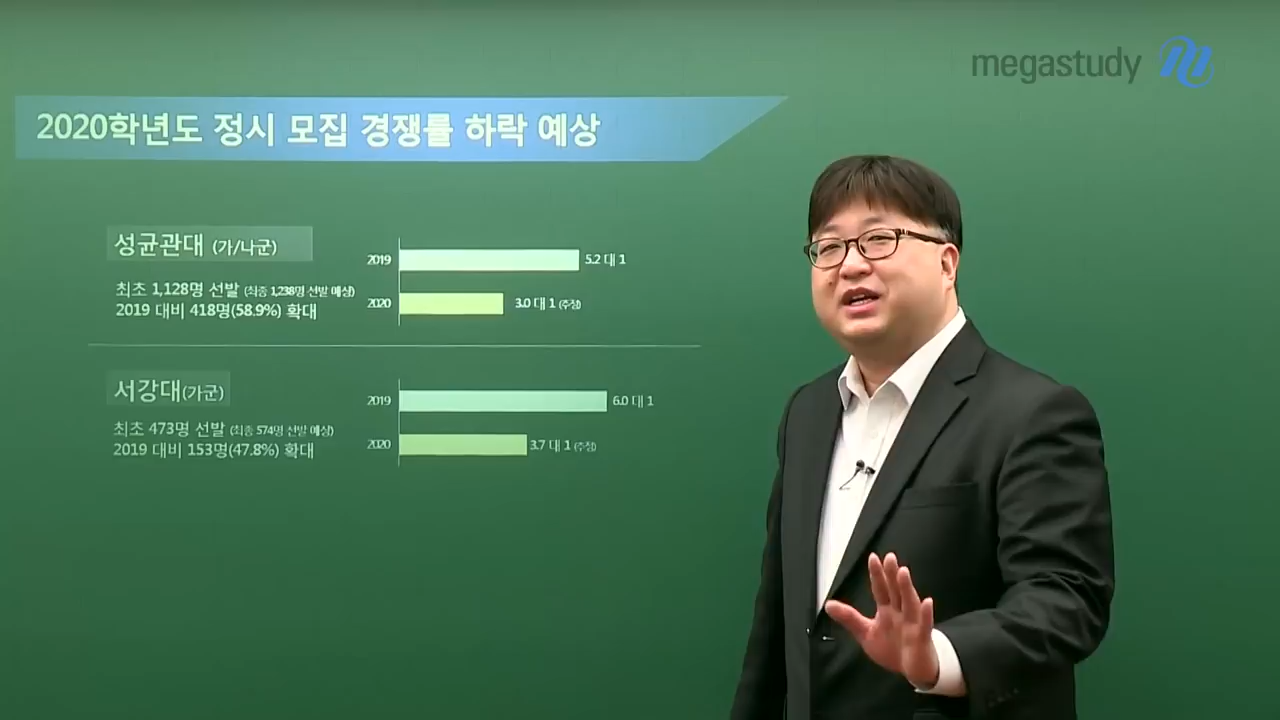 megastudy
2020학년도 정시 모집 경쟁률 하락 예상
성균관대 (가/나군)
최초 1,128명 선발 (최종 1,238명 선발 예상)
2019 대비 418명(58.9%) 확대
2019 5.2 대 1
2020 3.0 대 1 (추정)
서강대(가군)
최초 473명 선발 (최종 574명 선발 예상)
2019 대비 153명(47.8%) 확대
2019 6.0 대 1
2020 3.7 대 1 (추정)